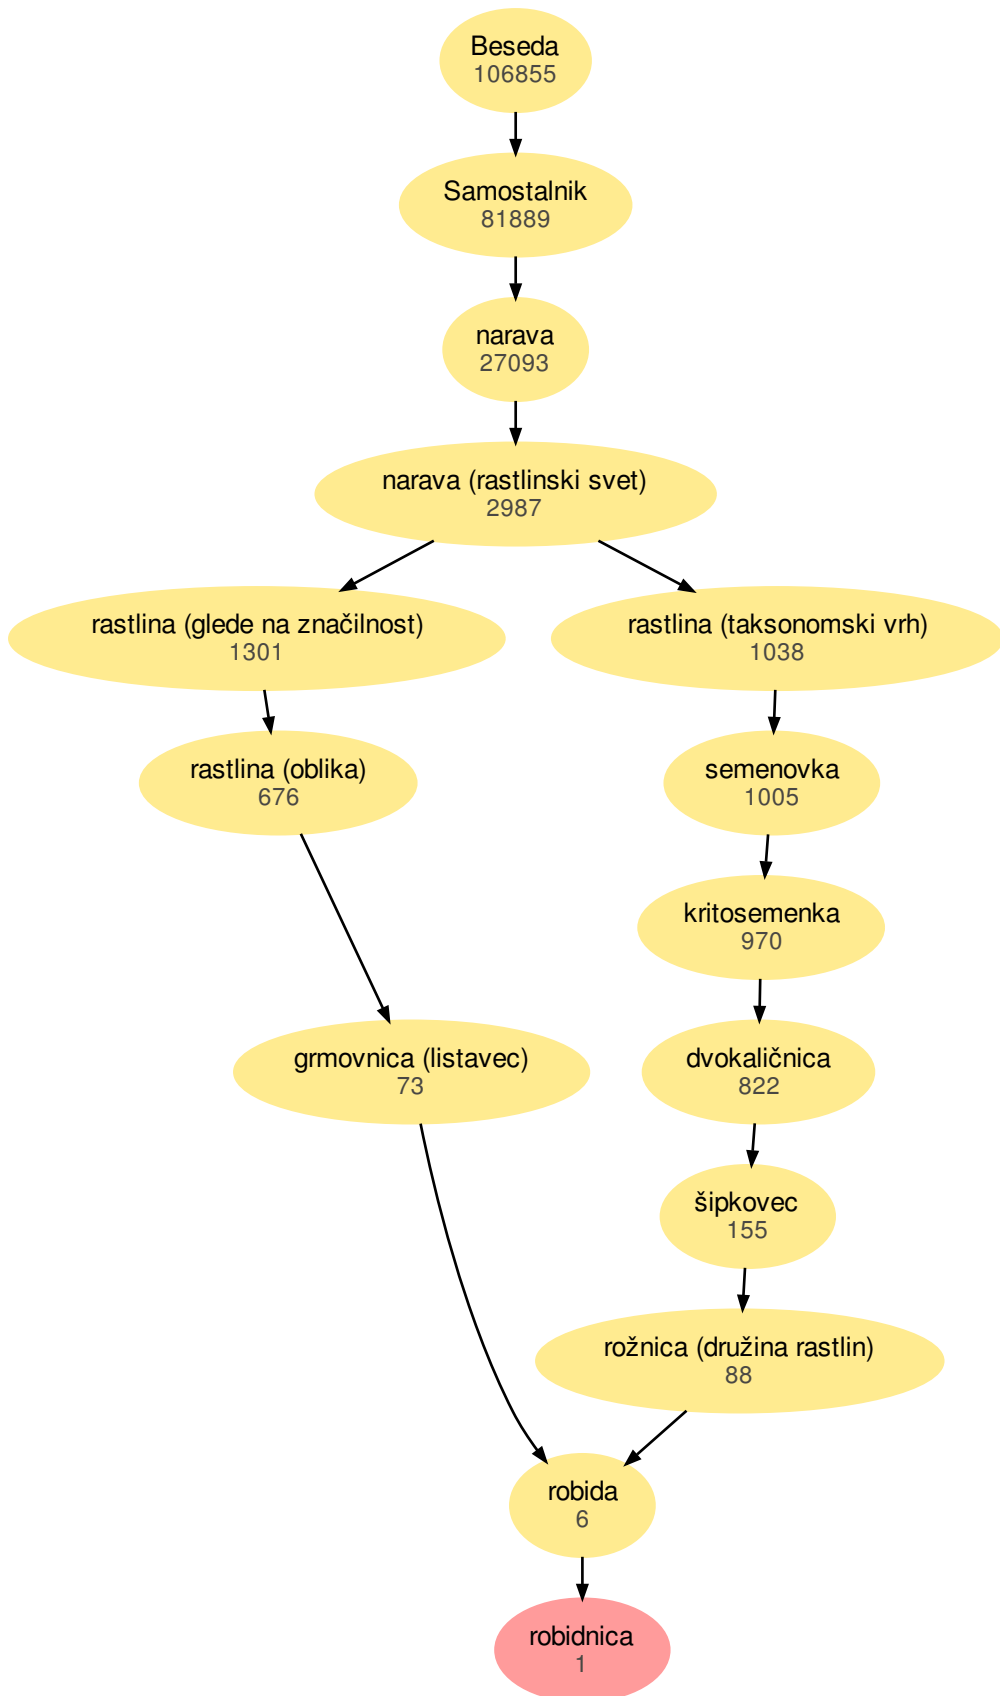 Beseda
106855
Samostalnik
81889
narava
27093
narava (rastlinski svet)
2987
rastlina (glede na značilnost)
1301
rastlina (taksonomski vrh)
1038
rastlina (oblika)
676
semenovka
1005
kritosemenka
970
grmovnica (listavec)
73
dvokaličnica
822
šipkovec
155
rožnica (družina rastlin)
88
robida
6
robidnica
1